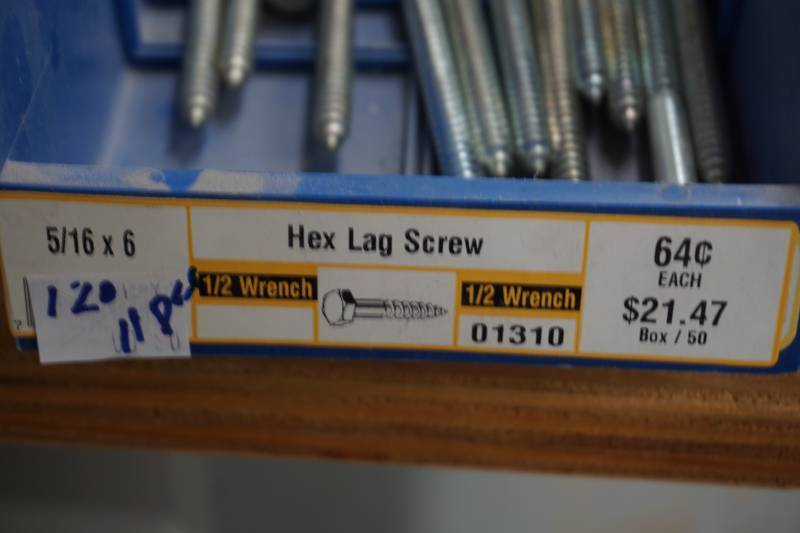 5/16 x 6
Hex Lag Screw
64¢
EACH
$21.47
Box / 50
1/2 Wrench
1/2 Wrench
01310
120
118pcs